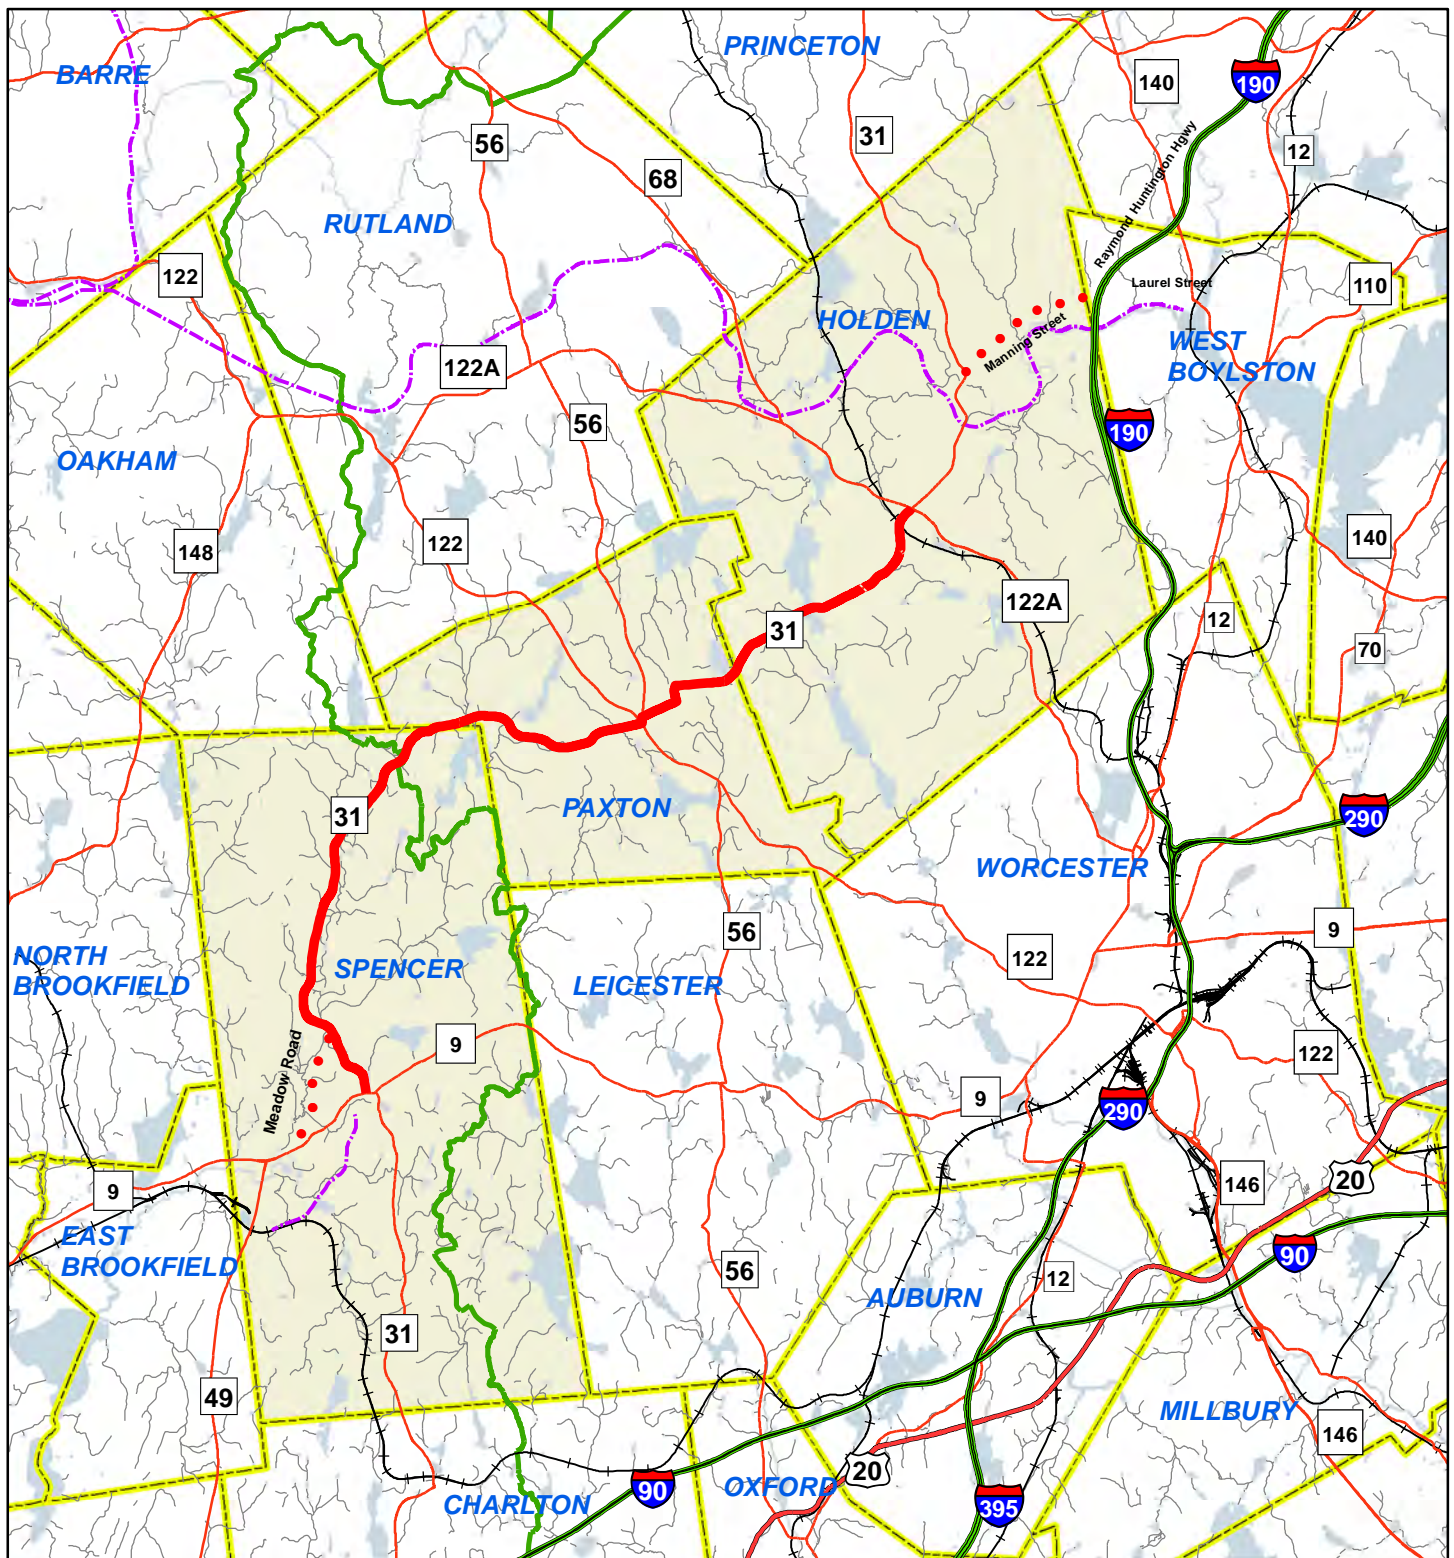 PRINCETON
BARRE
140
190
31
56
12
68
Raymond Huntington Hgwy
RUTLAND
122
Laurel Street
110
HOLDEN
Manning Street
WEST
BOYLSTON
122A
56
190
OAKHAM
148
122
140
122A
12
31
70
PAXTON
31
290
WORCESTER
56
9
122
NORTH
BROOKFIELD
SPENCER
LEICESTER
9
Meadow Road
122
9
290
9
146
20
EAST
BROOKFIELD
90
56
12
AUBURN
31
49
MILLBURY
146
20
90
OXFORD
CHARLTON
395